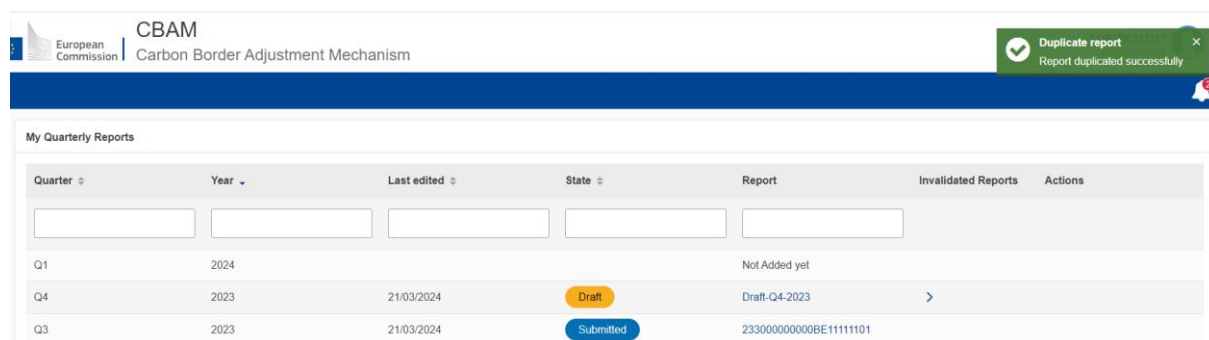 CBAM
European
Commission
Carbon Border Adjustment Mechanism
Duplicate report
Report duplicated successfully
My Quarterly Reports
Quarter Year Last edited State Report Invalidated Reports Actions
Q1 2024 Not Added yet
Q4 2023 21/03/2024 Draft Draft-Q4-2023
Q3 2023 21/03/2024 Submitted 233000000000BE11111101